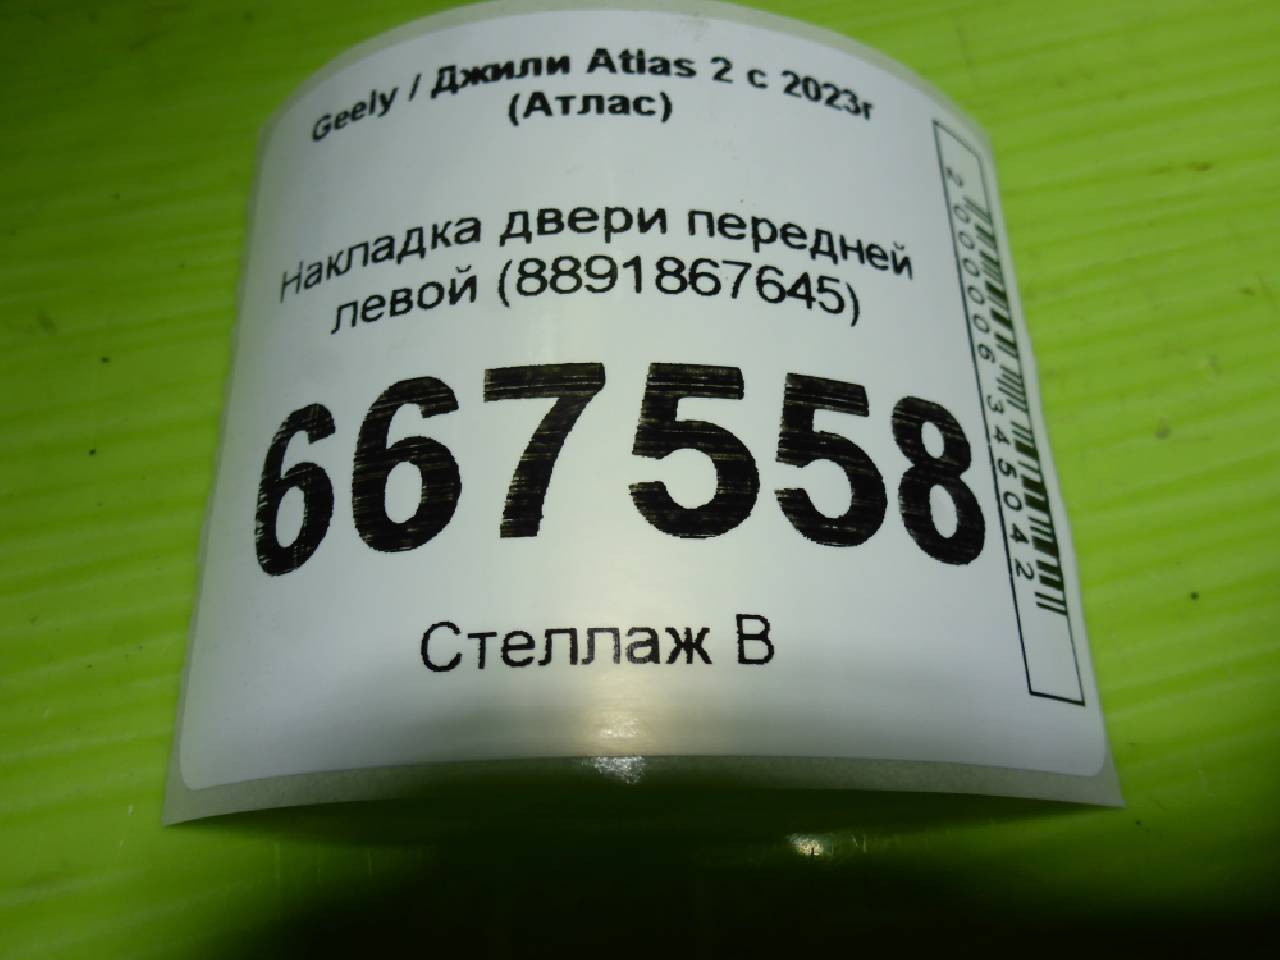 Geely / Джили Atlas 2 с 2023г
(Атлас)
Накладка двери передней
левой (8891867645)
667558
Стеллаж В
2000006345042